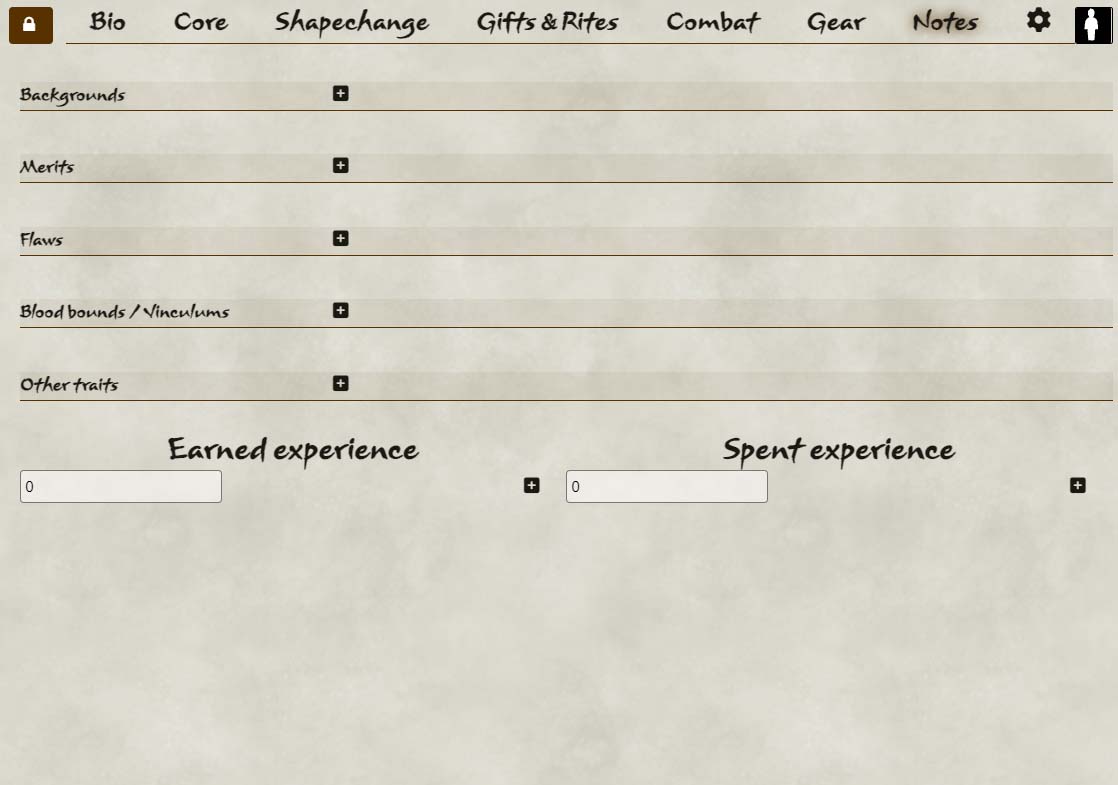 Bio Core Shapechange Gifts & Rites Combat Gear Notes
Backgrounds
Merits
Flaws
Blood bounds / Vinculums
Other traits
Earned experience Spent experience
0 0